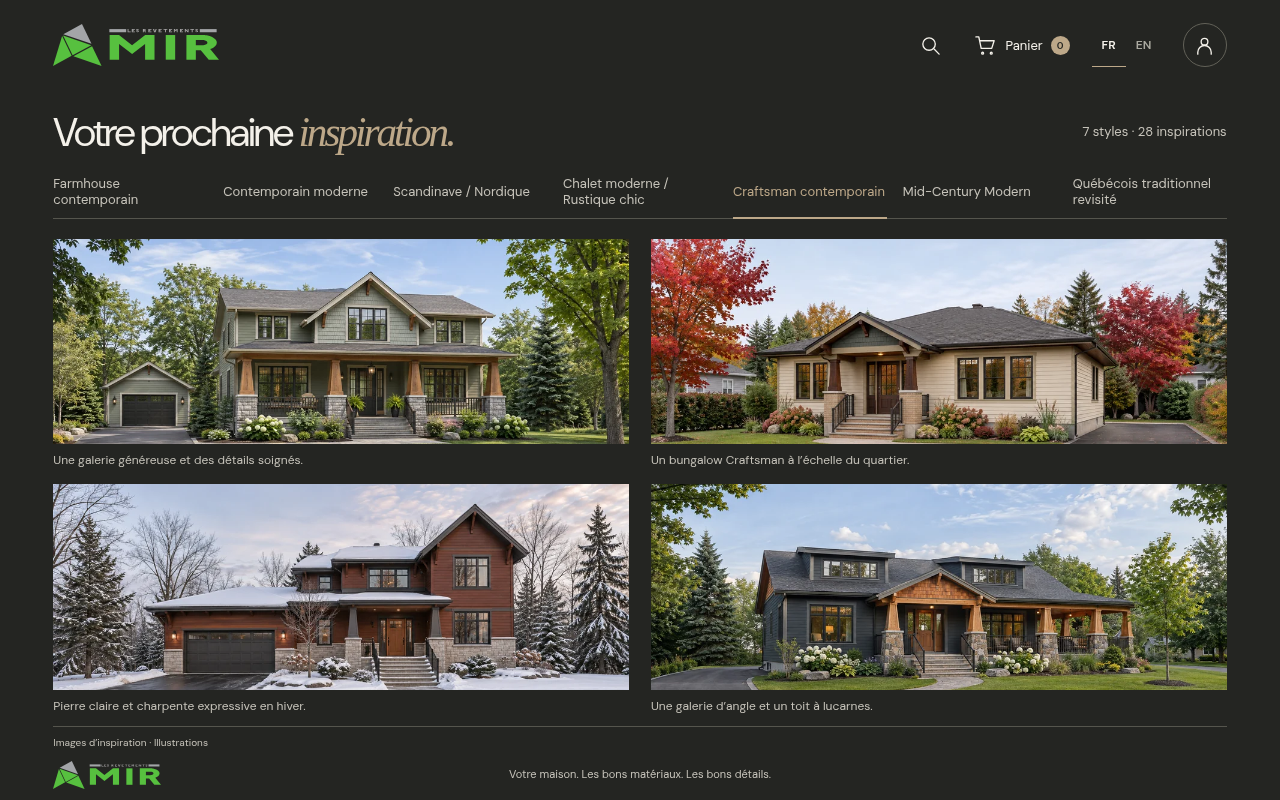 LES REVÊTEMENTS
MIR
Panier 0
FR EN
Votre prochaine inspiration.
7 styles · 28 inspirations
Farmhouse
contemporain
Contemporain moderne
Scandinave / Nordique
Chalet moderne /
Rustique chic
Craftsman contemporain
Mid-Century Modern
Québécois traditionnel
revisité
Une galerie généreuse et des détails soignés.
Un bungalow Craftsman à l’échelle du quartier.
Pierre claire et charpente expressive en hiver.
Une galerie d’angle et un toit à lucarnes.
Images d’inspiration · Illustrations
LES REVÊTEMENTS
MIR
Votre maison. Les bons matériaux. Les bons détails.